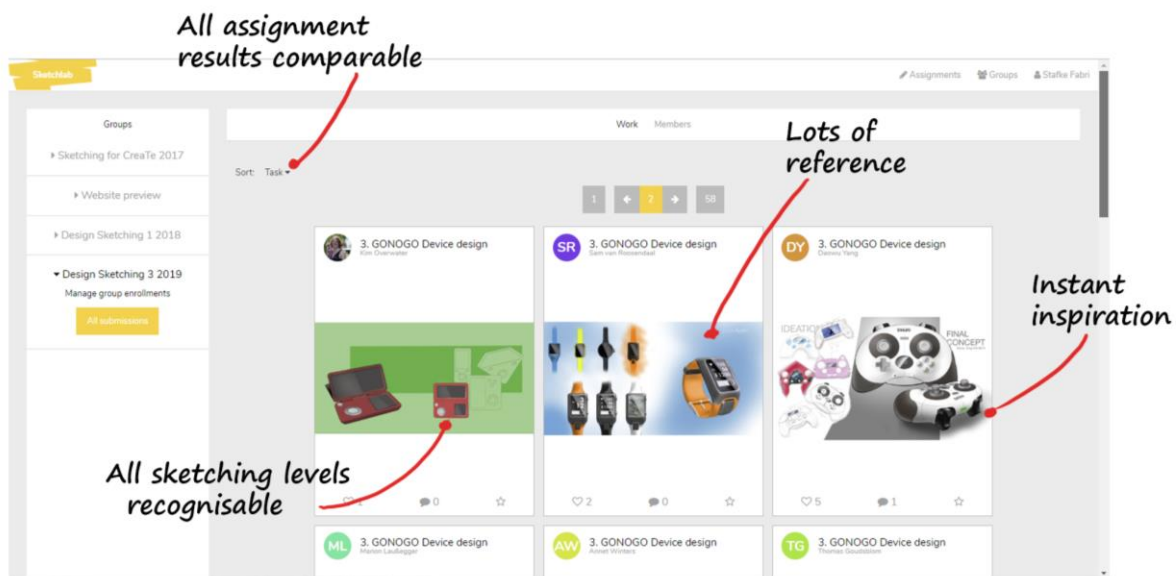 All assignment
results comparable
Sketchlab
Assignments Groups Stafke Fabri
Groups
Work Members
Sketching for CreaTe 2017
Website preview
Design Sketching 1 2018
Design Sketching 3 2019
Manage group enrollments
All submissions
Sort: Task
Lots of
reference
1 2 58
3. GONOGO Device design
Kim Overwater
SR 3. GONOGO Device design
Sam van Roosendaal
DY 3. GONOGO Device design
Deowo Yang
Instant
inspiration
IDEATION
FINAL
CONCEPT
All sketching levels
recognisable
1 0
2 0
5 1
ML 3. GONOGO Device design
AW 3. GONOGO Device design
Annet Winters
TG 3. GONOGO Device design
Thomas Goudsblom